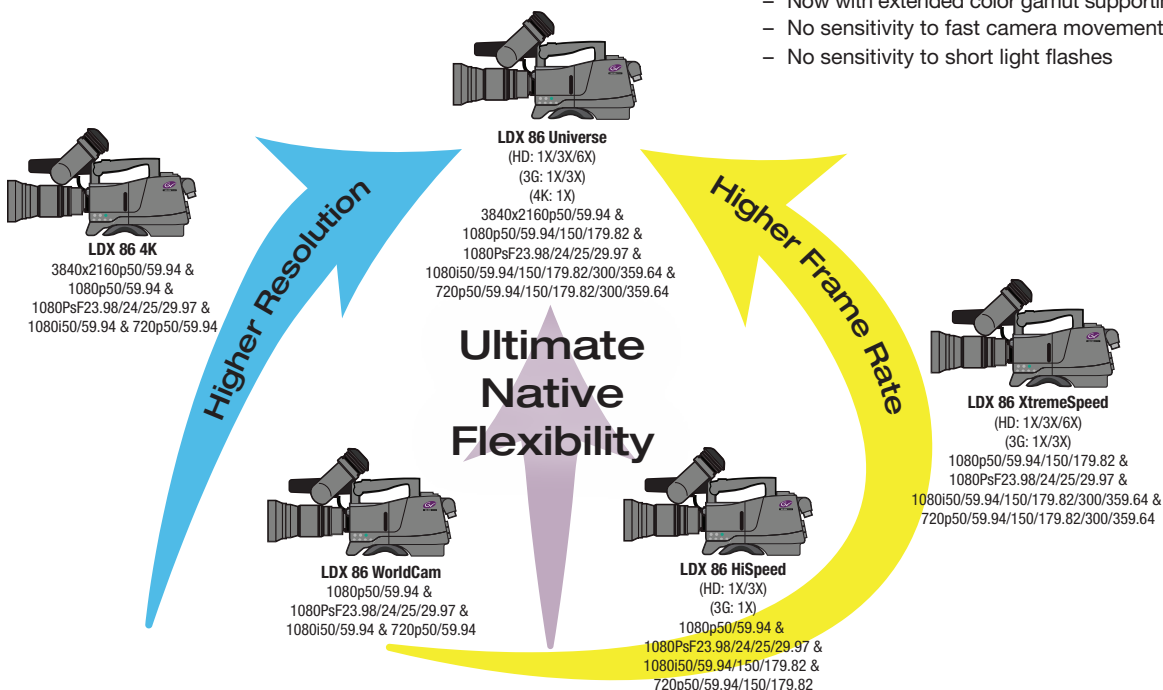 – Now with extended color gamut supportin
– No sensitivity to fast camera movement
– No sensitivity to short light flashes
LDX 86 Universe
(HD: 1X/3X/6X)
(3G: 1X/3X)
(4K: 1X)
3840x2160p50/59.94 &
1080p50/59.94/150/179.82 &
1080PsF23.98/24/25/29.97 &
1080i50/59.94/150/179.82/300/359.64 &
720p50/59.94/150/179.82/300/359.64
LDX 86 4K
3840x2160p50/59.94 &
1080p50/59.94 &
1080PsF23.98/24/25/29.97 &
1080i50/59.94 & 720p50/59.94
Higher Resolution
Higher Frame Rate
Ultimate
Native
Flexibility
LDX 86 XtremeSpeed
(HD: 1X/3X/6X)
(3G: 1X/3X)
1080p50/59.94/150/179.82 &
1080PsF23.98/24/25/29.97 &
1080i50/59.94/150/179.82/300/359.64 &
720p50/59.94/150/179.82/300/359.64
LDX 86 WorldCam
1080p50/59.94 &
1080PsF23.98/24/25/29.97 &
1080i50/59.94 & 720p50/59.94
LDX 86 HiSpeed
(HD: 1X/3X)
(3G: 1X)
1080p50/59.94 &
1080PsF23.98/24/25/29.97 &
1080i50/59.94/150/179.82 &
720p50/59.94/150/179.82